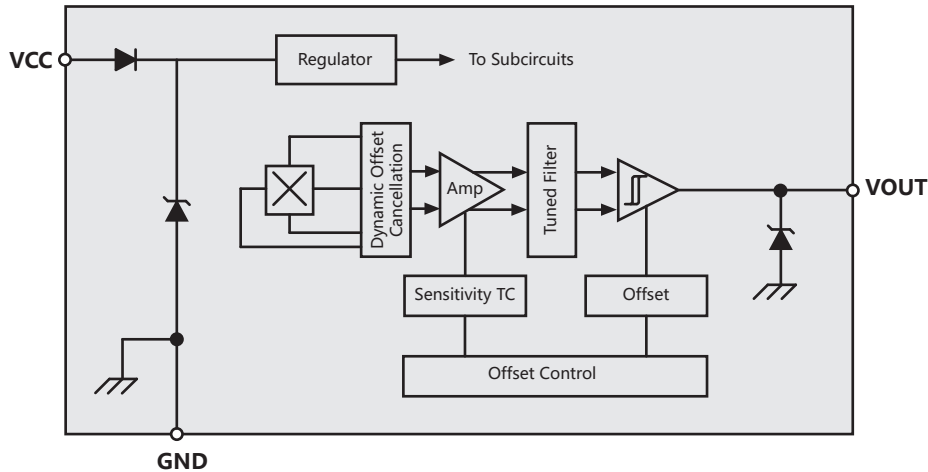 VCC
Regulator
To Subcircuits
Dynamic Offset
Cancellation
Amp
Tuned Filter
VOUT
Sensitivity TC
Offset
Offset Control
GND